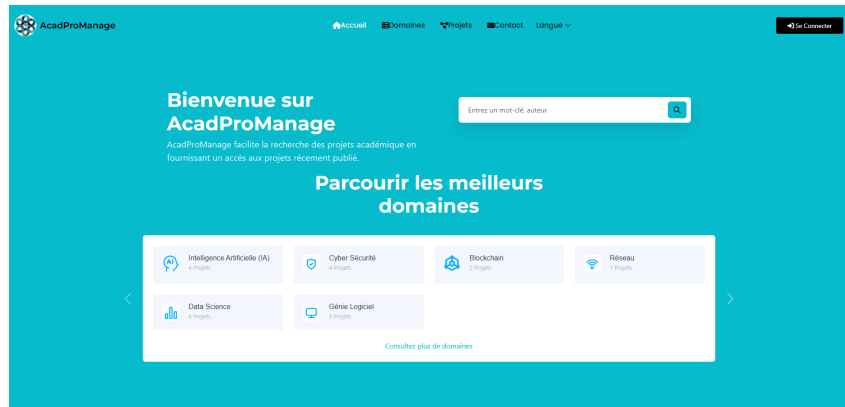 AcadProManage
Accueil Domaines Projets Contact Langue
Se Connecter
Bienvenue sur
AcadProManage
Entrez un mot-clé, auteur
AcadProManage facilite la recherche des projets académique en
fournissant un accès aux projets récement publié.
Parcourir les meilleurs
domaines
AI
Intelligence Artificielle (IA)
4 Projets
Cyber Sécurité
4 Projets
Blockchain
2 Projets
Réseau
1 Projets
Data Science
6 Projets
Génie Logiciel
0 Projets
Consultez plus de domaines